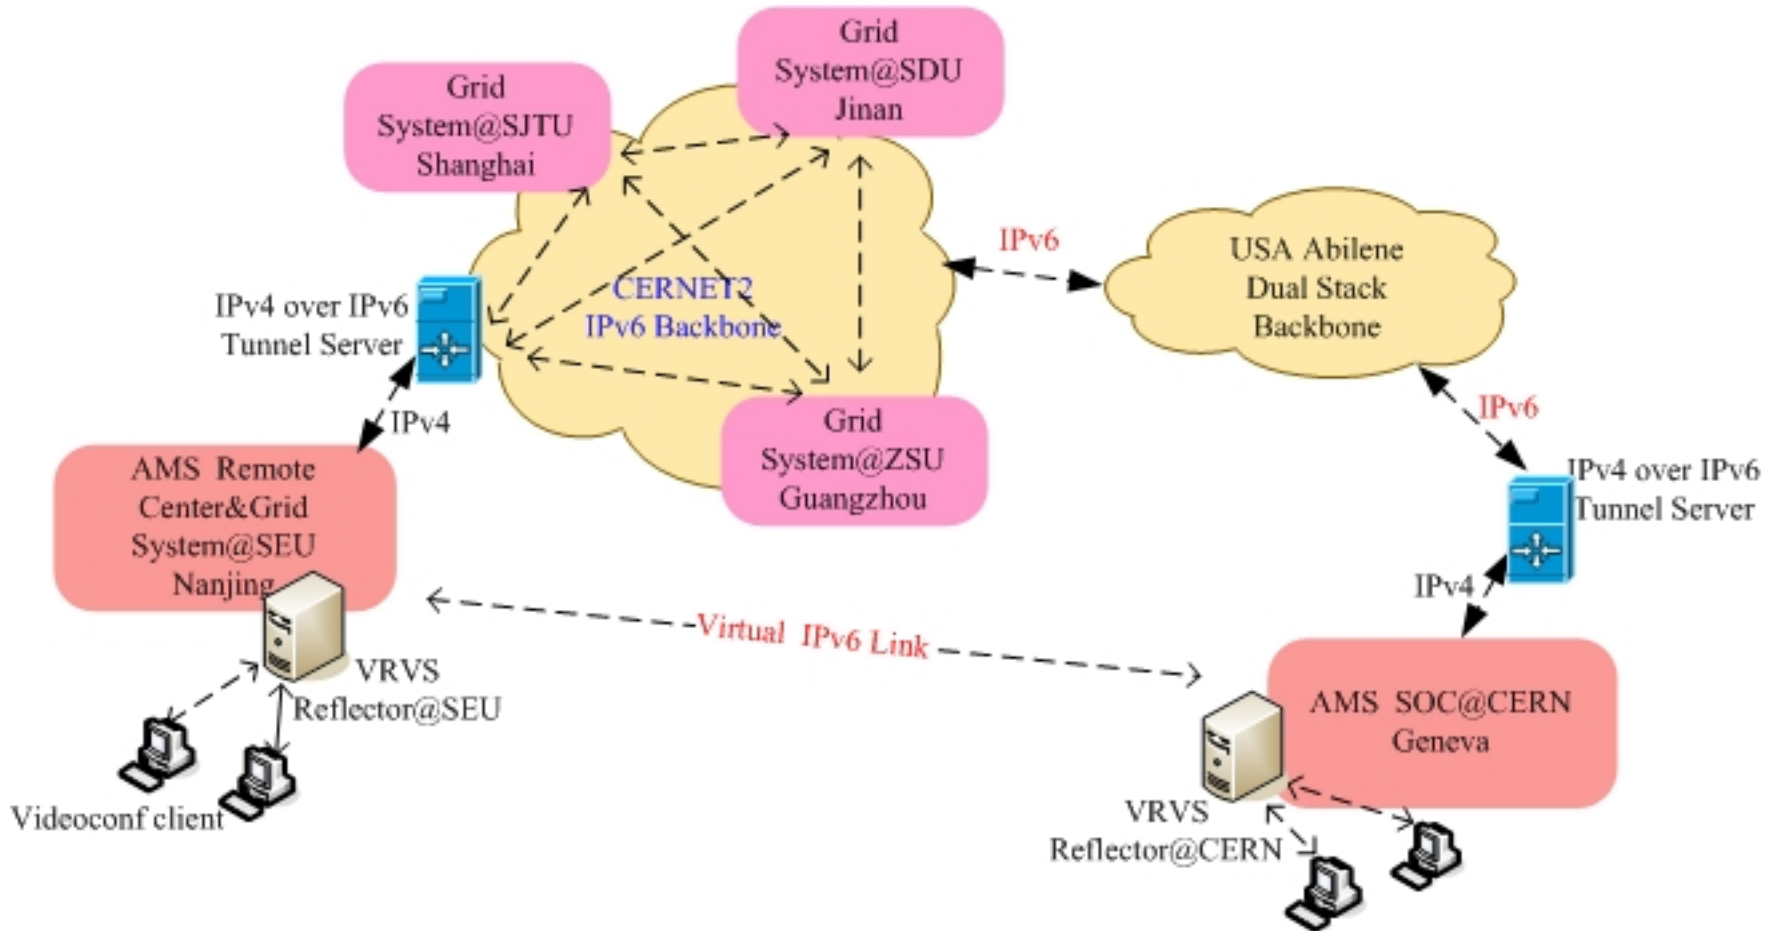 Grid
System@SDU
Jinan
Grid
System@SJTU
Shanghai
IPv6
USA Abilene
Dual Stack
Backbone
CERNET2
IPv6 Backbone
IPv4 over IPv6
Tunnel Server
IPv4
IPv6
Grid
System@ZSU
Guangzhou
AMS Remote
Center&Grid
System@SEU
Nanjing
IPv4 over IPv6
Tunnel Server
IPv4
Virtual IPv6 Link
VRVS
Reflector@SEU
Videoconf client
AMS SOC@CERN
Geneva
VRVS
Reflector@CERN